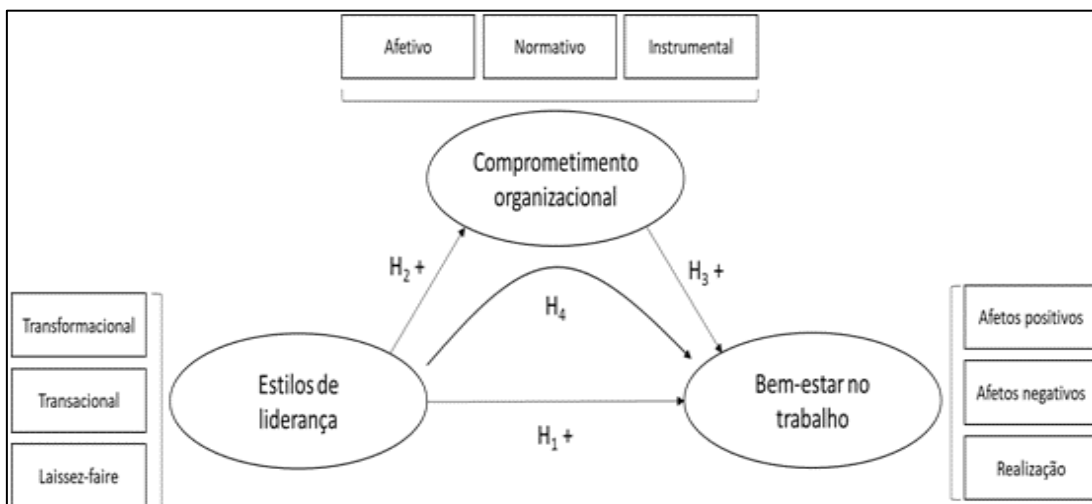 Afetivo
Normativo
Instrumental
Comprometimento
organizacional
H₂ +
H₃ +
H₄
Transformacional
Transacional
Laissez-faire
Estilos de
liderança
H₁ +
Bem-estar no
trabalho
Afetos positivos
Afetos negativos
Realização